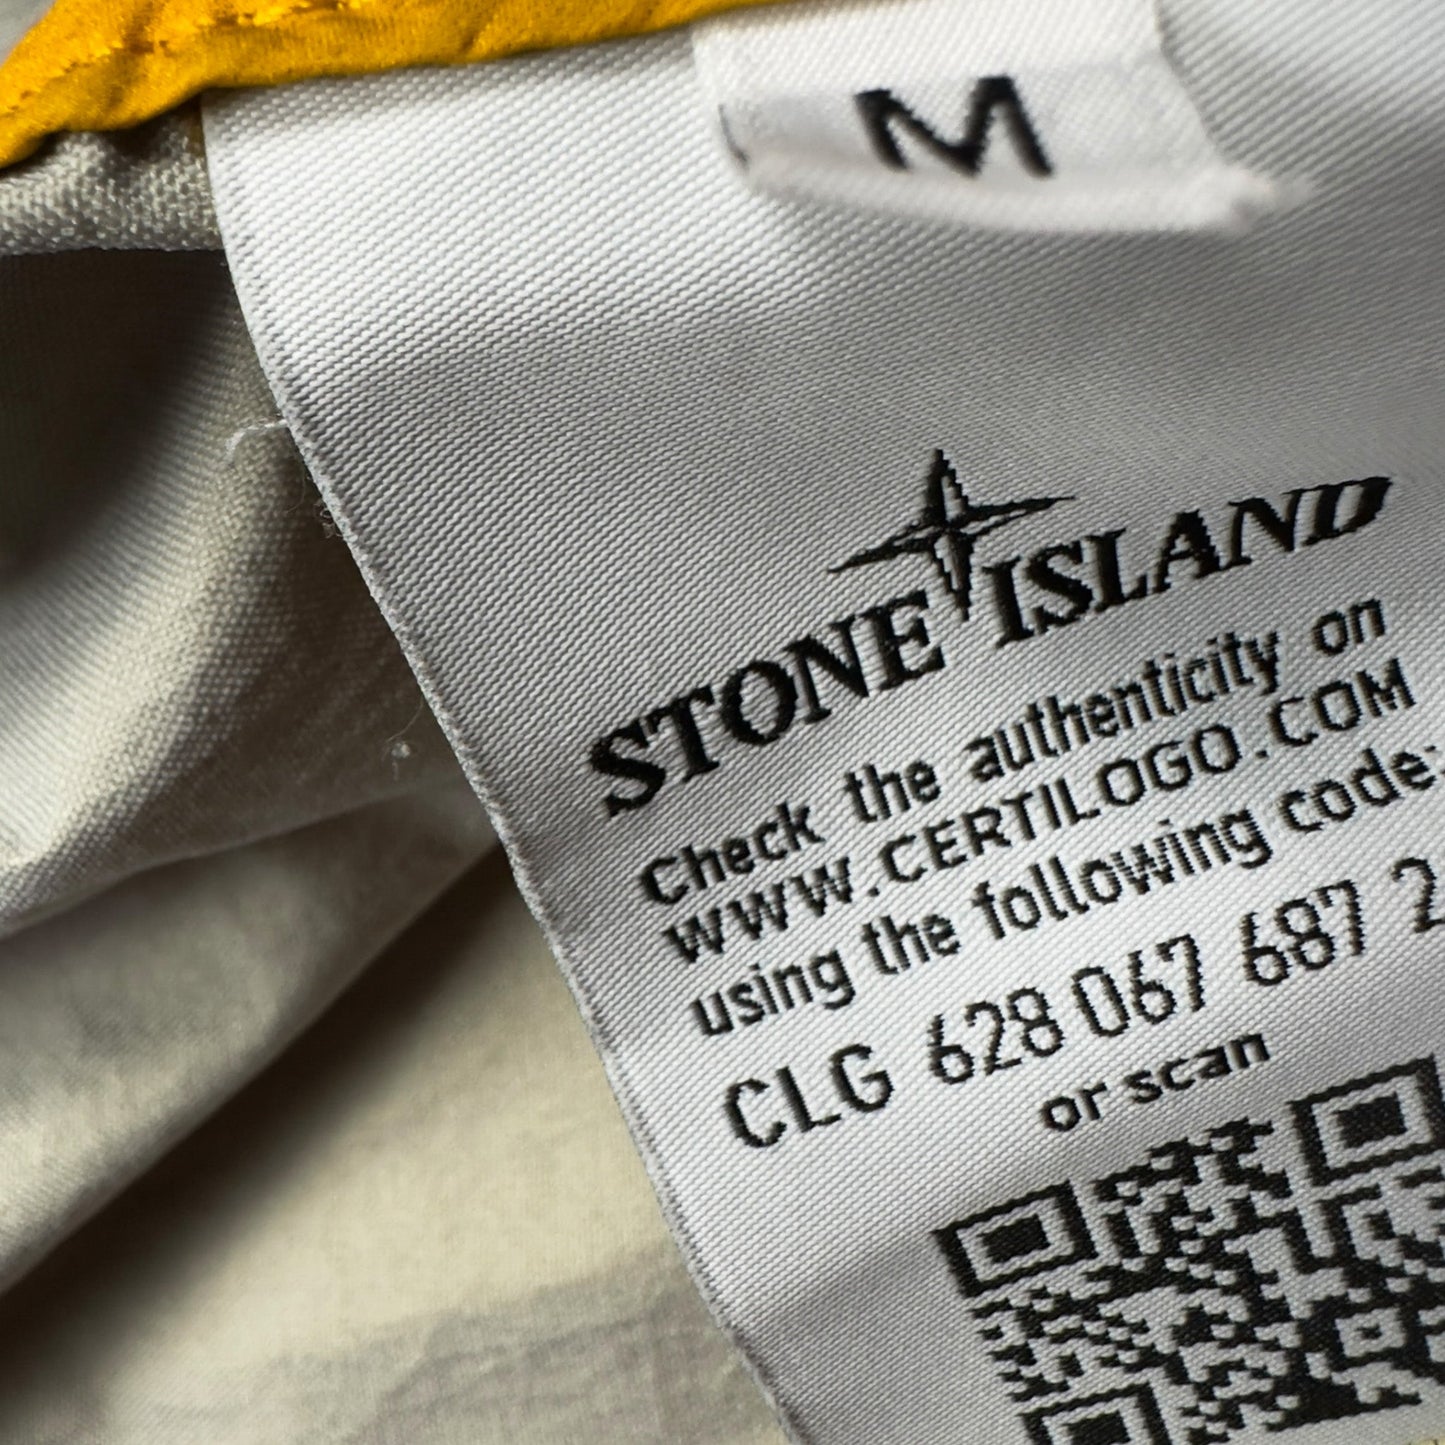 M
STONE ISLAND
Check the authenticity on
WWW.CERTILOGO.COM
using the following code:
CLG 628 067 687 2
or scan